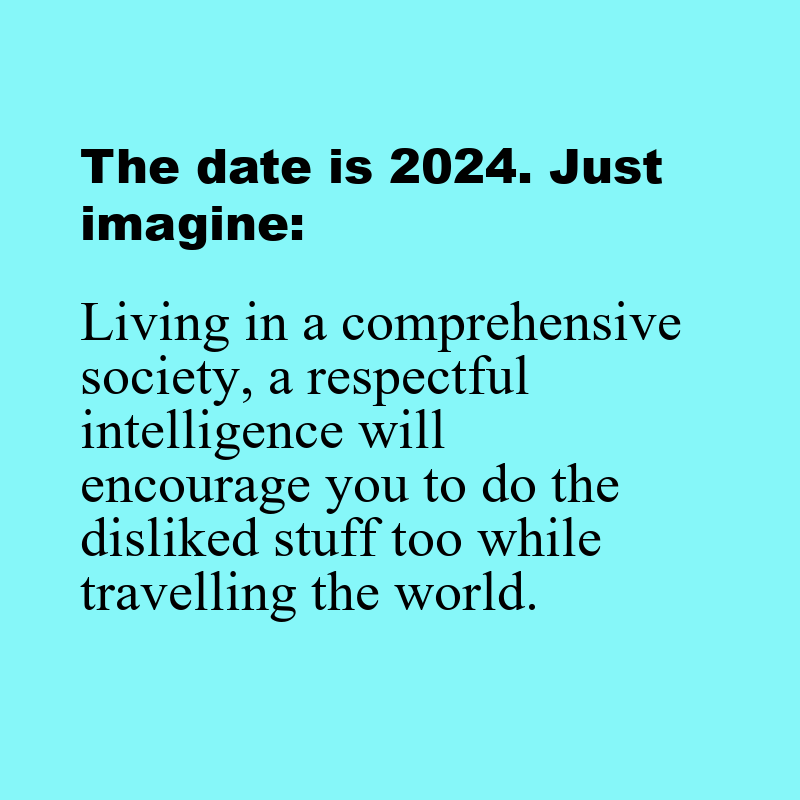 The date is 2024. Just
imagine:
Living in a comprehensive
society, a respectful
intelligence will
encourage you to do the
disliked stuff too while
travelling the world.